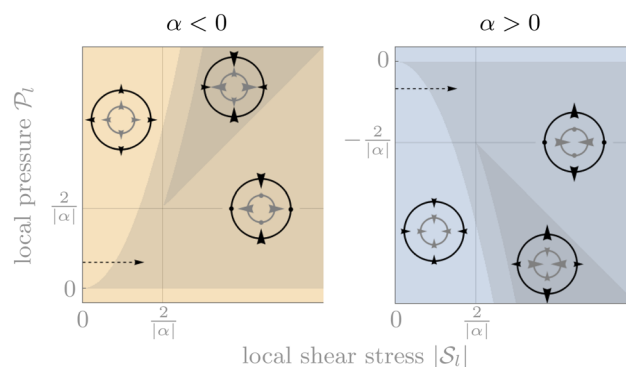 α < 0
α > 0
local pressure 𝒫_l
2/|α|
0
0
2/|α|
0
−2/|α|
0
2/|α|
local shear stress |𝒮_l|